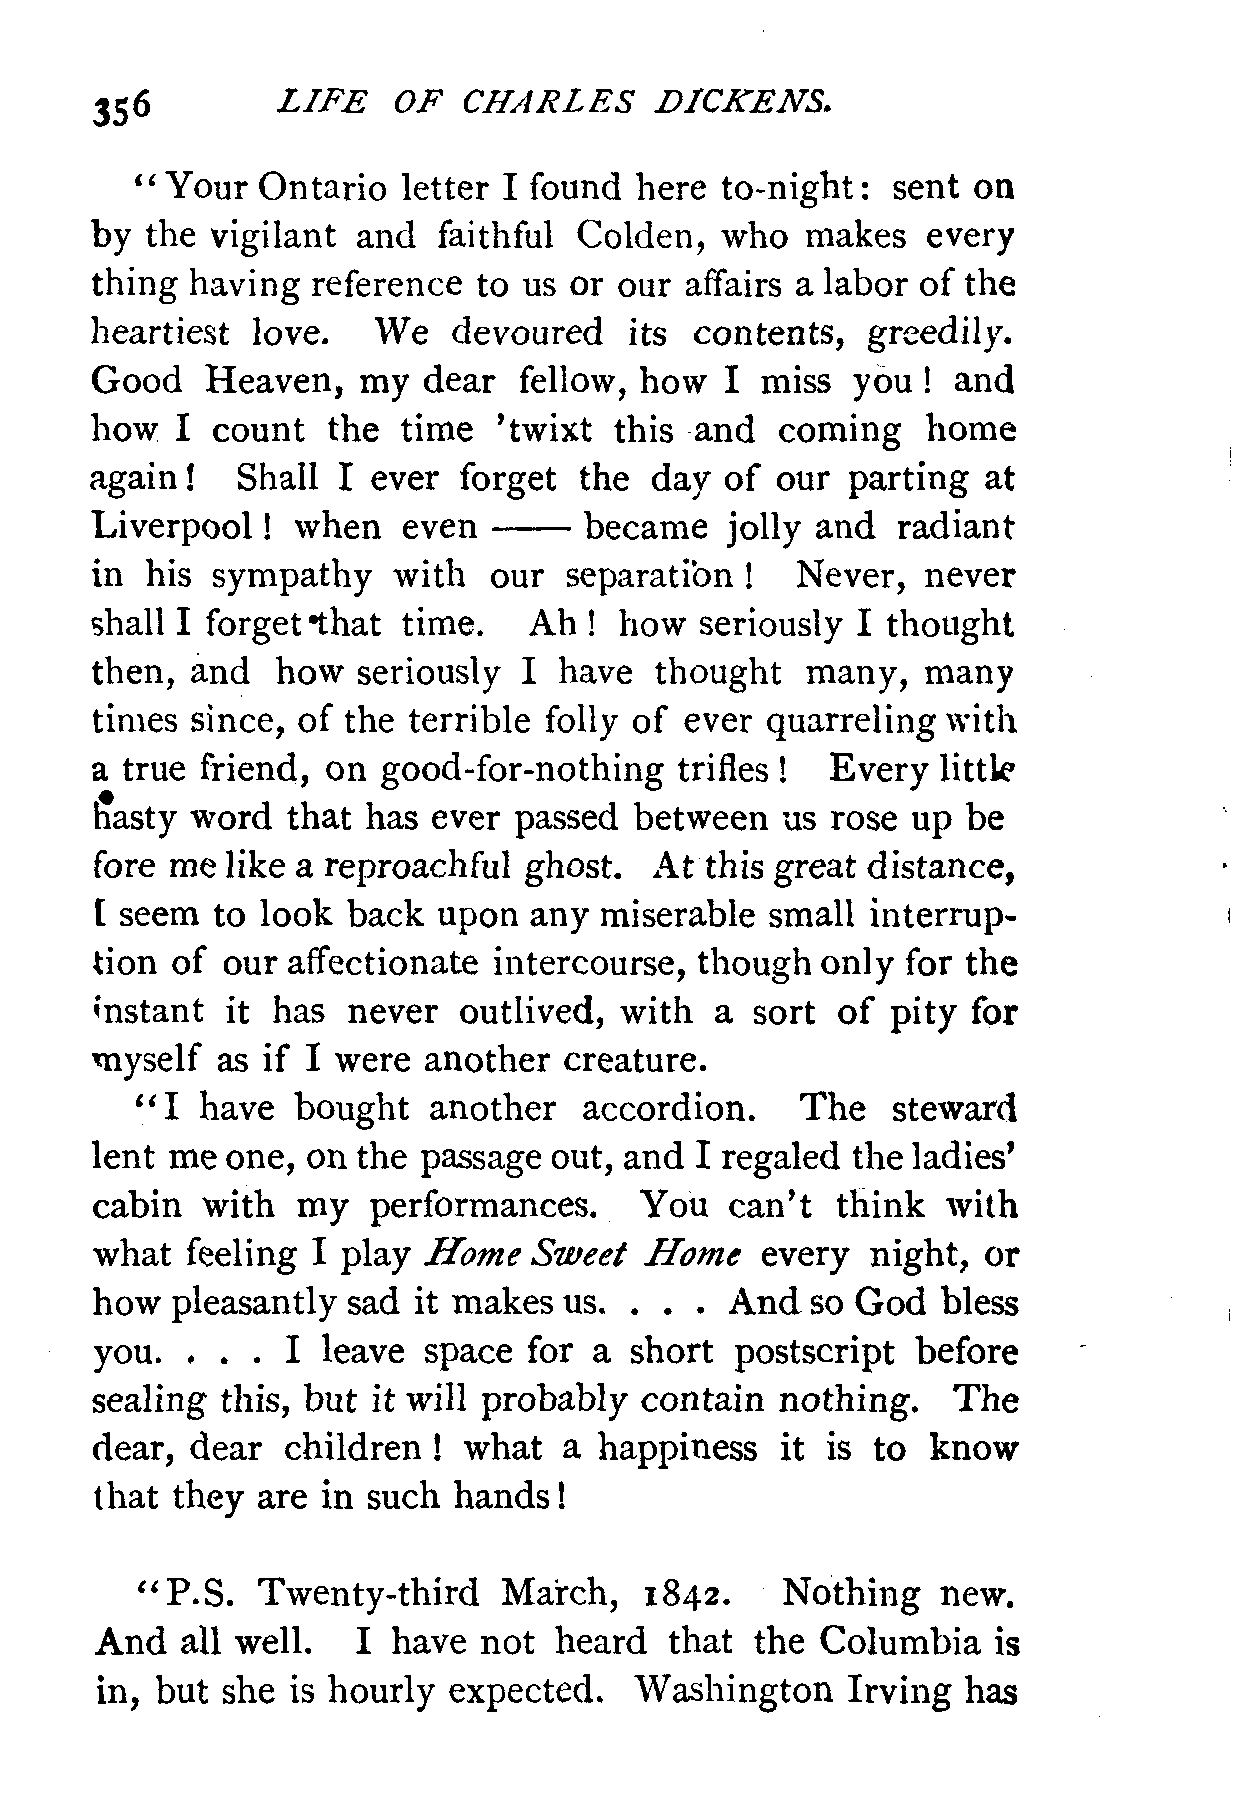 356 LIFE OF CHARLES DICKENS.
“Your Ontario letter I found here to-night: sent on
by the vigilant and faithful Colden, who makes every
thing having reference to us or our affairs a labor of the
heartiest love. We devoured its contents, greedily.
Good Heaven, my dear fellow, how I miss you! and
how I count the time ’twixt this and coming home
again! Shall I ever forget the day of our parting at
Liverpool! when even —— became jolly and radiant
in his sympathy with our separation! Never, never
shall I forget that time. Ah! how seriously I thought
then, and how seriously I have thought many, many
times since, of the terrible folly of ever quarreling with
a true friend, on good-for-nothing trifles! Every little
hasty word that has ever passed between us rose up be
fore me like a reproachful ghost. At this great distance,
I seem to look back upon any miserable small interrup-
tion of our affectionate intercourse, though only for the
instant it has never outlived, with a sort of pity for
myself as if I were another creature.
“I have bought another accordion. The steward
lent me one, on the passage out, and I regaled the ladies’
cabin with my performances. You can’t think with
what feeling I play Home Sweet Home every night, or
how pleasantly sad it makes us. . . . And so God bless
you. . . . I leave space for a short postscript before
sealing this, but it will probably contain nothing. The
dear, dear children! what a happiness it is to know
that they are in such hands!
“P.S. Twenty-third March, 1842. Nothing new.
And all well. I have not heard that the Columbia is
in, but she is hourly expected. Washington Irving has